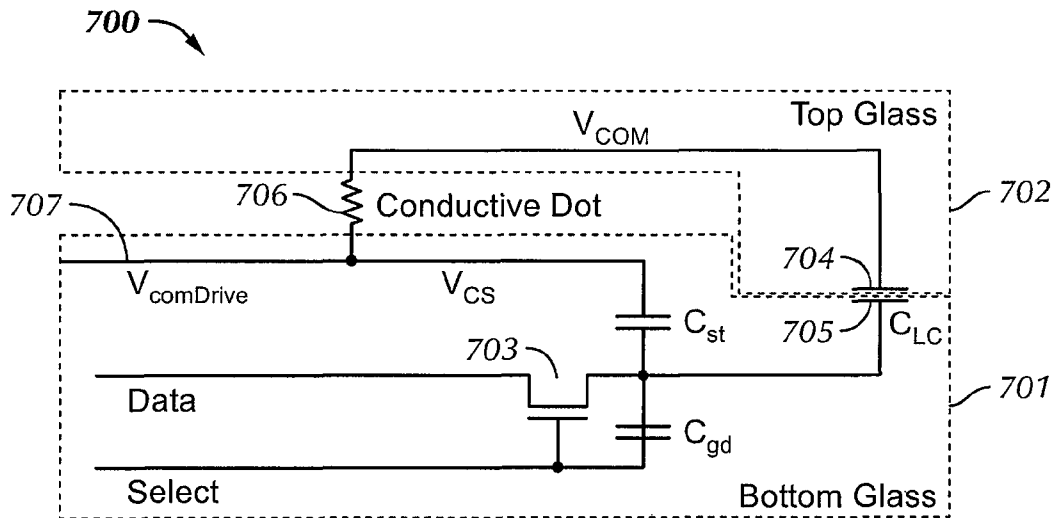 700
Top Glass
V_COM
706
Conductive Dot
707
702
V_comDrive
V_CS
704
705
C_st
C_LC
703
Data
C_gd
701
Select
Bottom Glass